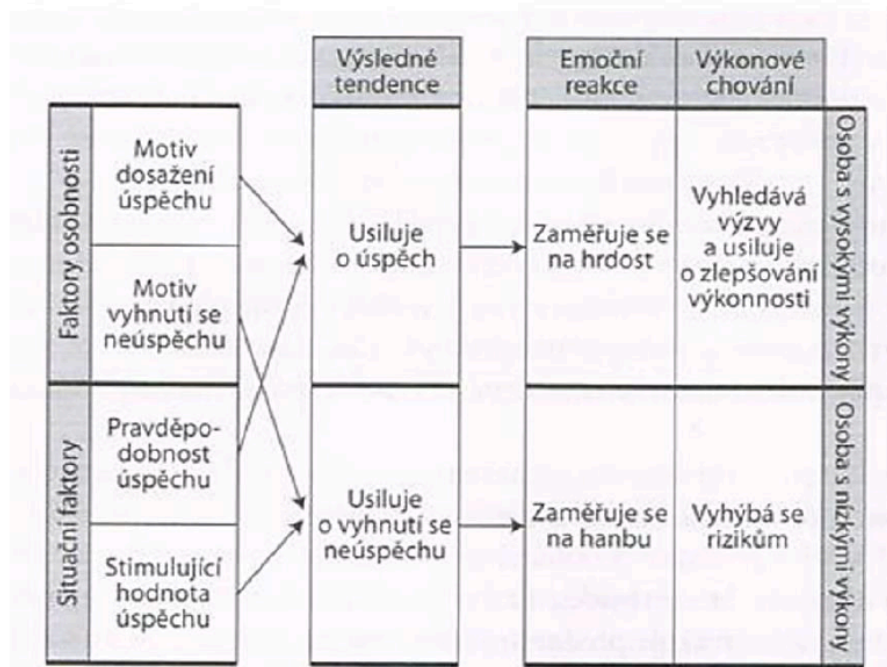 Výsledné
tendence
Emoční
reakce
Výkonové
chování
Faktory osobnosti
Motiv
dosažení
úspěchu
Motiv
vyhnutí se
neúspěchu
Situační faktory
Pravděpo-
dobnost
úspěchu
Stimulující
hodnota
úspěchu
Usiluje
o úspěch
Usiluje
o vyhnutí se
neúspěchu
Zaměřuje se
na hrdost
Zaměřuje se
na hanbu
Vyhledává
výzvy
a usiluje
o zlepšování
výkonnosti
Vyhýbá se
rizikům
Osoba s vysokými výkony
Osoba s nízkými výkony